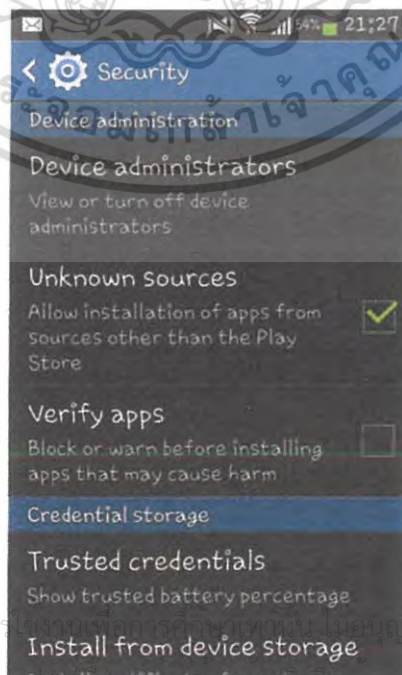 54% 21:27
Security
Device administration
Device administrators
View or turn off device
administrators
Unknown sources
Allow installation of apps from
sources other than the Play
Store
Verify apps
Block or warn before installing
apps that may cause harm
Credential storage
Trusted credentials
Show trusted battery percentage
Install from device storage